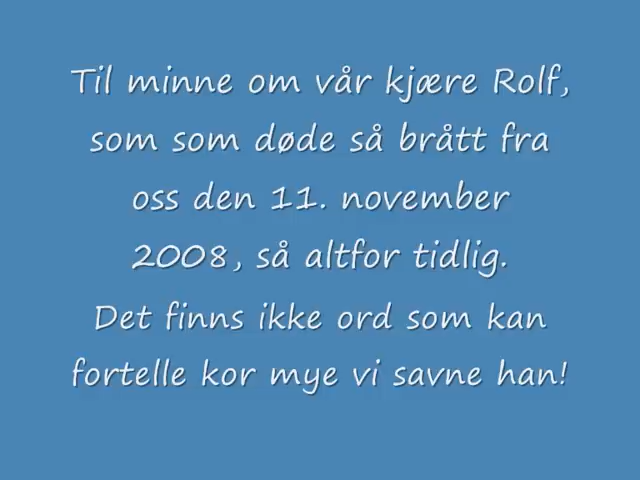 Til minne om vår kjære Rolf,
som som døde så brått fra
oss den 11. november
2008, så altfor tidlig.
Det finns ikke ord som kan
fortelle kor mye vi savne han!